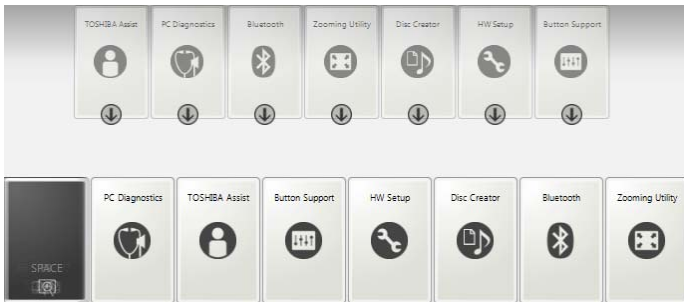 TOSHIBA Assist PC Diagnostics Bluetooth Zooming Utility Disc Creator HW Setup Button Support
PC Diagnostics TOSHIBA Assist Button Support HW Setup Disc Creator Bluetooth Zooming Utility
SPACE